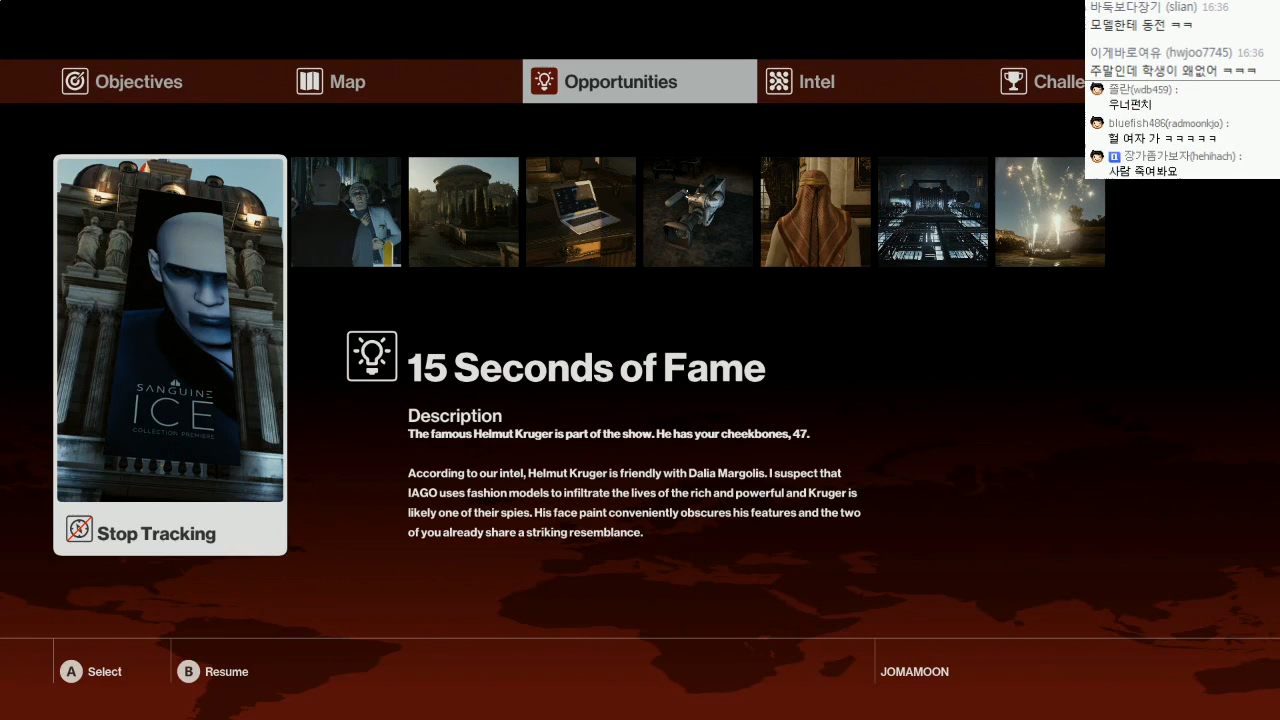 Objectives
Map
Opportunities
Intel
Challe
바둑보다장기 (slian) 16:36
모델한테 동전 ㅋㅋ
이게바로여유 (hwjoo7745) 16:36
주말인데 학생이 왜없어 ㅋㅋㅋ
쫄란(wdb459) :
우너펀치
bluefish486(radmoonkjo) :
헐 여자 가 ㅋㅋㅋㅋㅋ
장가좀가보자(hehihach) :
사람 죽여봐요
SANGUINE
ICE
COLLECTION PREMIERE
Stop Tracking
15 Seconds of Fame
Description
The famous Helmut Kruger is part of the show. He has your cheekbones, 47.
According to our intel, Helmut Kruger is friendly with Dalia Margolis. I suspect that
IAGO uses fashion models to infiltrate the lives of the rich and powerful and Kruger is
likely one of their spies. His face paint conveniently obscures his features and the two
of you already share a striking resemblance.
A Select
B Resume
JOMAMOON